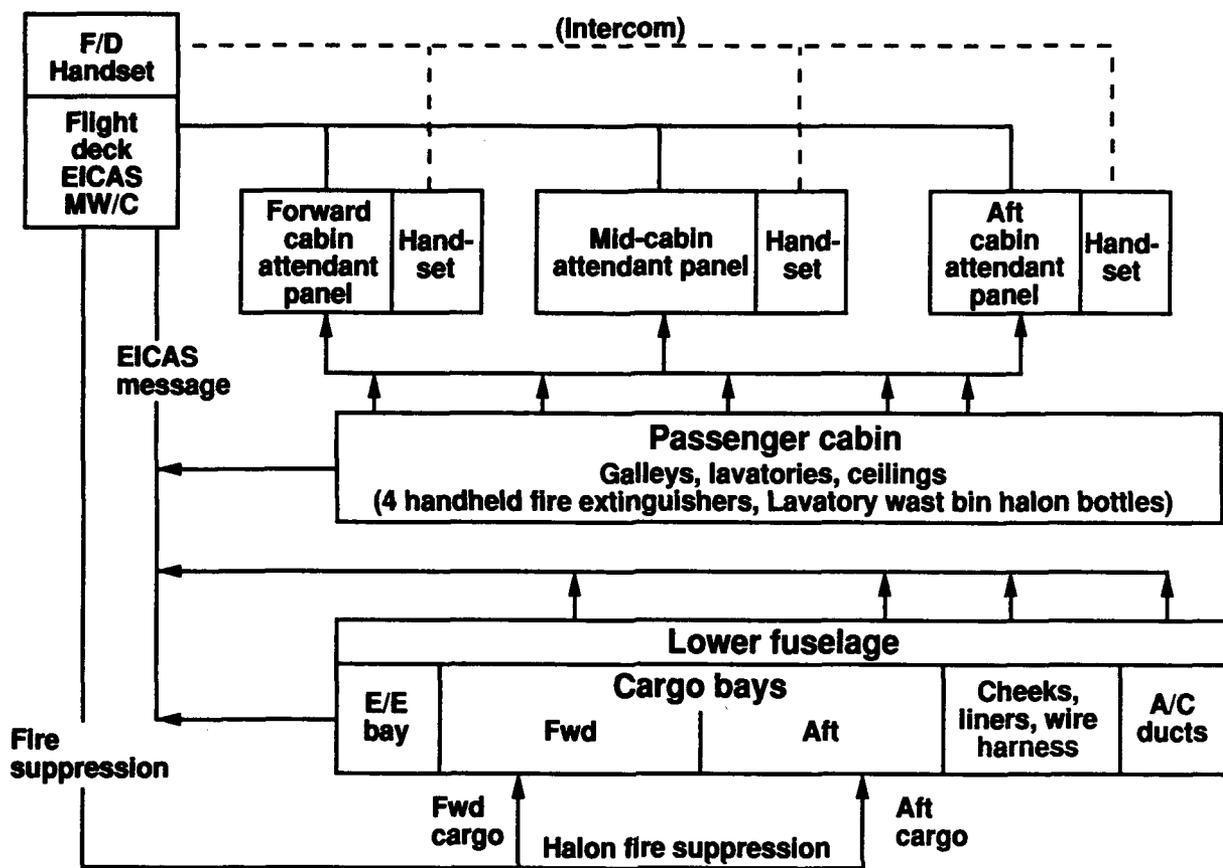 (Intercom)
F/D
Handset
Flight
deck
EICAS
MW/C
Forward
cabin
attendant
panel
Hand-
set
Mid-cabin
attendant panel
Hand-
set
Aft
cabin
attendant
panel
Hand-
set
EICAS
message
Passenger cabin
Galleys, lavatories, ceilings
(4 handheld fire extinguishers, Lavatory wast bin halon bottles)
Lower fuselage
E/E
bay
Cargo bays
Fwd
Aft
Cheeks,
liners, wire
harness
A/C
ducts
Fire
suppression
Fwd
cargo
Halon fire suppression
Aft
cargo